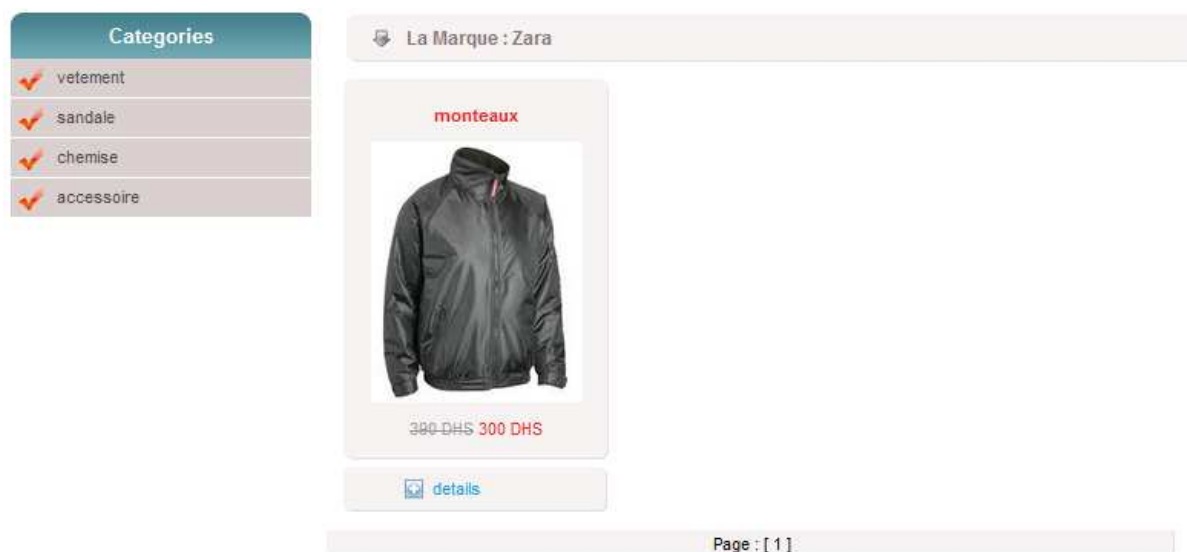 Categories
vetement
sandale
chemise
accessoire
La Marque : Zara
monteaux
390 DHS 300 DHS
details
Page : [ 1 ]